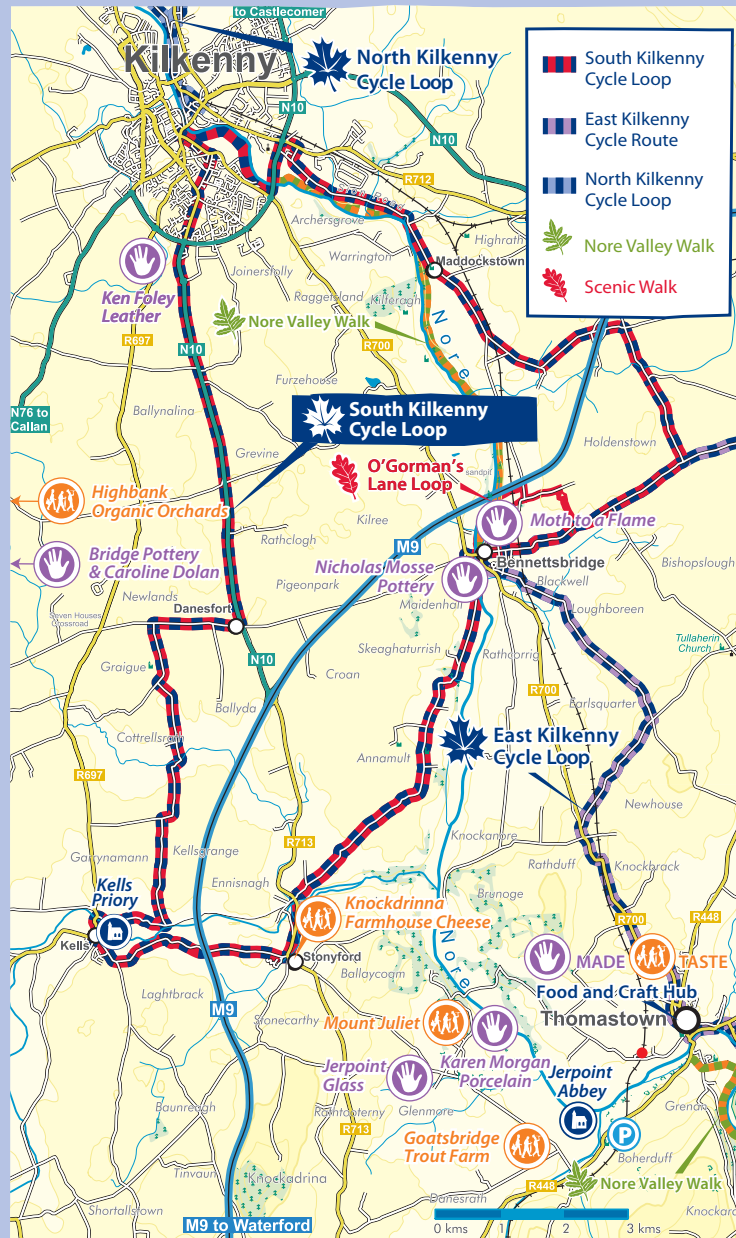 to Castlecomer
Kilkenny
North Kilkenny
Cycle Loop
N10
N10
R712
Archersgrove
Warrington
Highrath
Maddockstown
Joinersfolly
Raggetsland
Kilferagh
Ken Foley
Leather
Nore Valley Walk
Nore
R697
N10
R700
Furzehouse
N76 to
Callan
Ballynalina
South Kilkenny
Cycle Loop
Grevine
Holdenstown
O'Gorman's
Lane Loop
sandpit
Highbank
Organic Orchards
Kilree
Moth to a Flame
Rathclogh
M9
Bridge Pottery
& Caroline Dolan
Nicholas Mosse
Pottery
Bennettsbridge
Bishopslough
Pigeonpark
Blackwell
Newlands
Maidenhall
Loughboreen
Danesfort
Seven Houses
Crossroad
Tullaherin
Church
Skeaghaturrish
Rathcorrig
N10
Graigue
Croan
R700
Earlsquarter
Ballyda
Cottrellsrath
East Kilkenny
Cycle Loop
Annamult
R697
Newhouse
Knockanore
R713
Garrynamann
Kellsgrange
Rathduff
Knockbrack
Ennisnagh
Kells
Priory
Brunoge
Knockdrinna
Farmhouse Cheese
R700
R448
Kells
Nore
Stonyford
MADE
TASTE
Ballaycoam
Laghtbrack
Food and Craft Hub
M9
Thomastown
Stonecarthy
Mount Juliet
Karen Morgan
Porcelain
Jerpoint
Glass
Jerpoint
Abbey
Baunreagh
Rathtooterny
Glenmore
Grenan
R713
P
Goatsbridge
Trout Farm
Boherduff
Tinvaun
Knockadrina
R448
Nore Valley Walk
Danesrath
Shortallstown
M9 to Waterford
0 kms
1
2
3 kms
South Kilkenny
Cycle Loop
East Kilkenny
Cycle Route
North Kilkenny
Cycle Loop
Nore Valley Walk
Scenic Walk